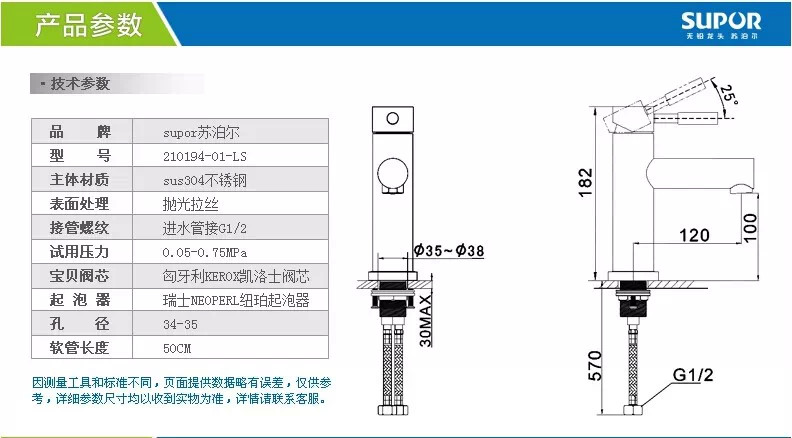 产品参数
SUPOR
无铅龙头 苏泊尔
技术参数
品 牌 supor苏泊尔
型 号 210194-01-LS
主体材质 sus304不锈钢
表面处理 抛光拉丝
接管螺纹 进水管接G1/2
试用压力 0.05-0.75MPa
宝贝阀芯 匈牙利KEROX凯洛士阀芯
起 泡 器 瑞士NEOPERL纽珀起泡器
孔 径 34-35
软管长度 50CM
因测量工具和标准不同，页面提供数据略有误差，仅供参
考，详细参数尺寸均以收到实物为准，详情请联系客服。
Φ35~Φ38
30MAX
25°
182
120
100
570
G1/2